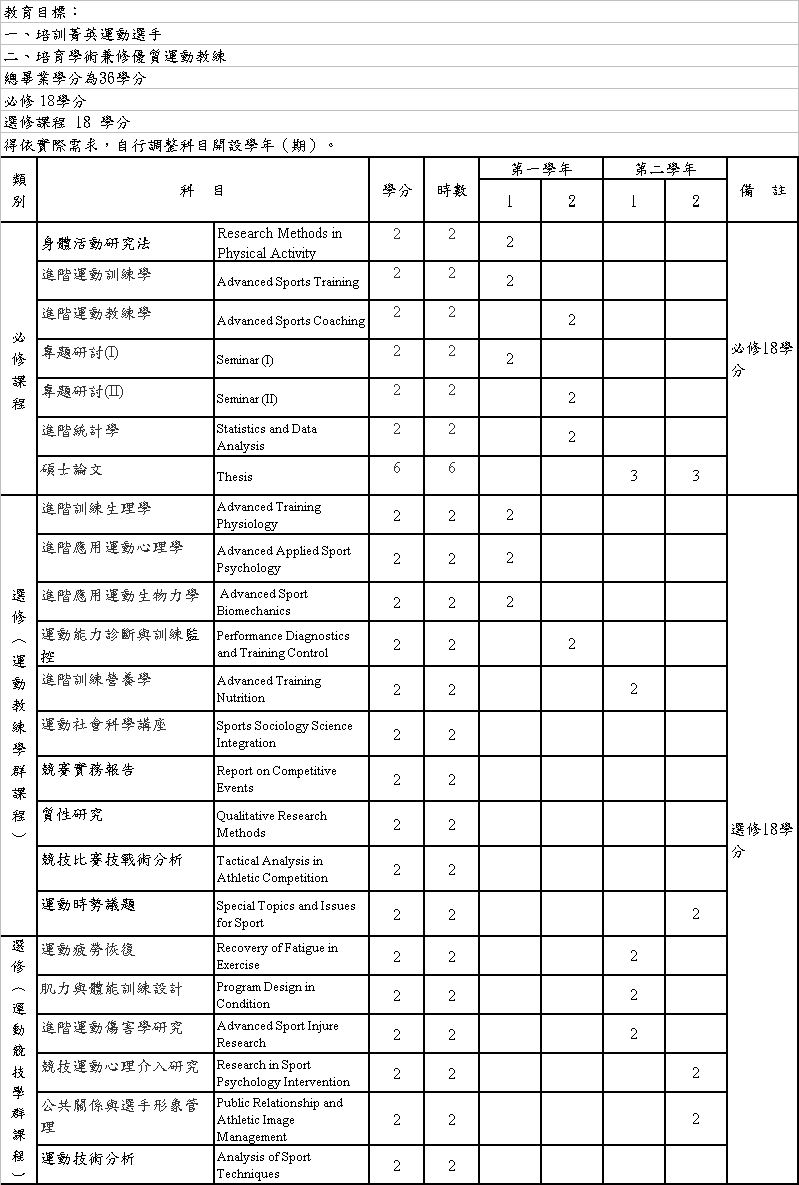 教育目標：
一、培訓菁英運動選手
二、培育學術兼修優質運動教練
總畢業學分為36學分
必修 18學分
選修課程 18 學分
得依實際需求，自行調整科目開設學年（期）。
類別 科 目 學分 時數 第一學年 第二學年 備 註
1 2 1 2
必修課程
身體活動研究法 Research Methods in Physical Activity 2 2 2
進階運動訓練學 Advanced Sports Training 2 2 2
進階運動教練學 Advanced Sports Coaching 2 2 2
專題研討(I) Seminar (I) 2 2 2
專題研討(II) Seminar (II) 2 2 2
進階統計學 Statistics and Data Analysis 2 2 2
碩士論文 Thesis 6 6 3 3
必修18學分
選修（運動教練學群課程）
進階訓練生理學 Advanced Training Physiology 2 2 2
進階應用運動心理學 Advanced Applied Sport Psychology 2 2 2
進階應用運動生物力學 Advanced Sport Biomechanics 2 2 2
運動能力診斷與訓練監控 Performance Diagnostics and Training Control 2 2 2
進階訓練營養學 Advanced Training Nutrition 2 2 2
運動社會科學講座 Sports Sociology Science Integration 2 2
競賽實務報告 Report on Competitive Events 2 2
質性研究 Qualitative Research Methods 2 2
競技比賽技戰術分析 Tactical Analysis in Athletic Competition 2 2
運動時勢議題 Special Topics and Issues for Sport 2 2 2
選修18學分
選修（運動競技學群課程）
運動疲勞恢復 Recovery of Fatigue in Exercise 2 2 2
肌力與體能訓練設計 Program Design in Condition 2 2 2
進階運動傷害學研究 Advanced Sport Injure Research 2 2 2
競技運動心理介入研究 Research in Sport Psychology Intervention 2 2 2
公共關係與選手形象管理 Public Relationship and Athletic Image Management 2 2 2
運動技術分析 Analysis of Sport Techniques 2 2